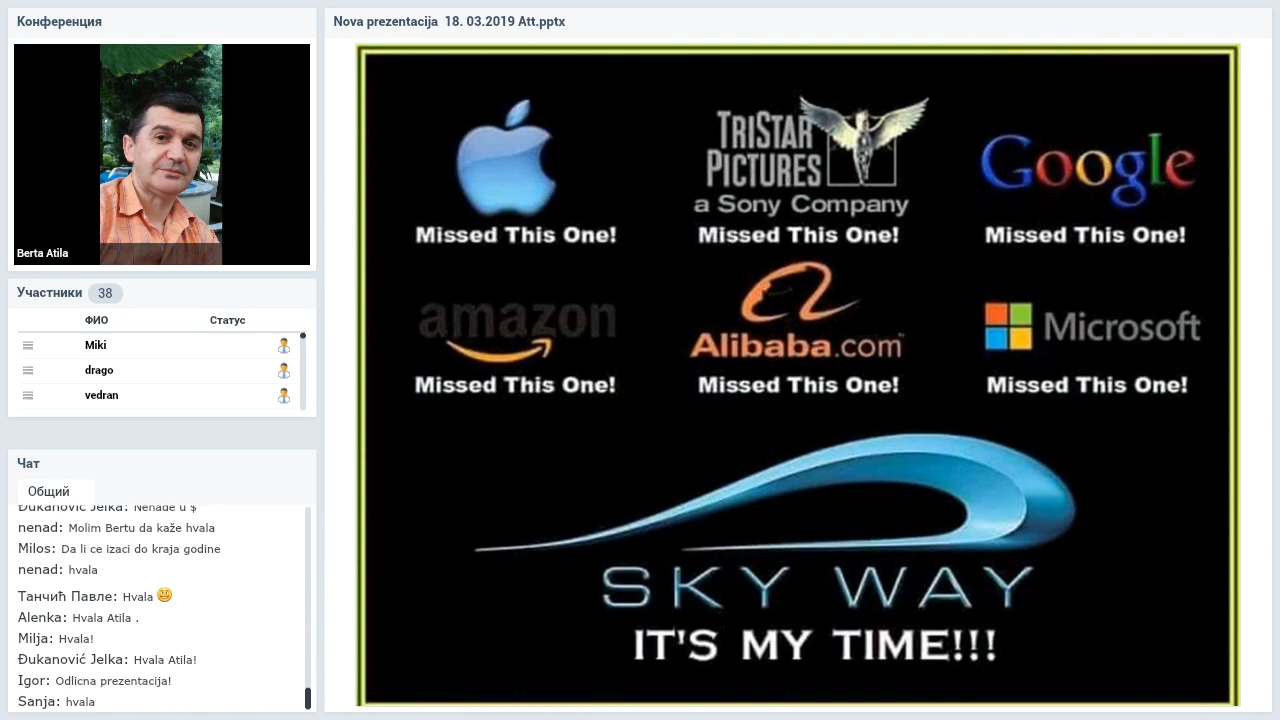 Конференция
Berta Atila
Участники 38
ФИО Статус
Miki
drago
vedran
Чат
Общий
Đukanović Jelka: Nenade u $
nenad: Molim Bertu da kaže hvala
Milos: Da li ce izaci do kraja godine
nenad: hvala
Танчић Павле: Hvala
Alenka: Hvala Atila .
Milja: Hvala!
Đukanović Jelka: Hvala Atila!
Igor: Odlicna prezentacija!
Sanja: hvala
Nova prezentacija 18. 03.2019 Att.pptx
TRISTAR
PICTURES
a Sony Company
Google
Missed This One! Missed This One! Missed This One!
amazon
Alibaba.com
Microsoft
Missed This One! Missed This One! Missed This One!
SKY WAY
IT'S MY TIME!!!